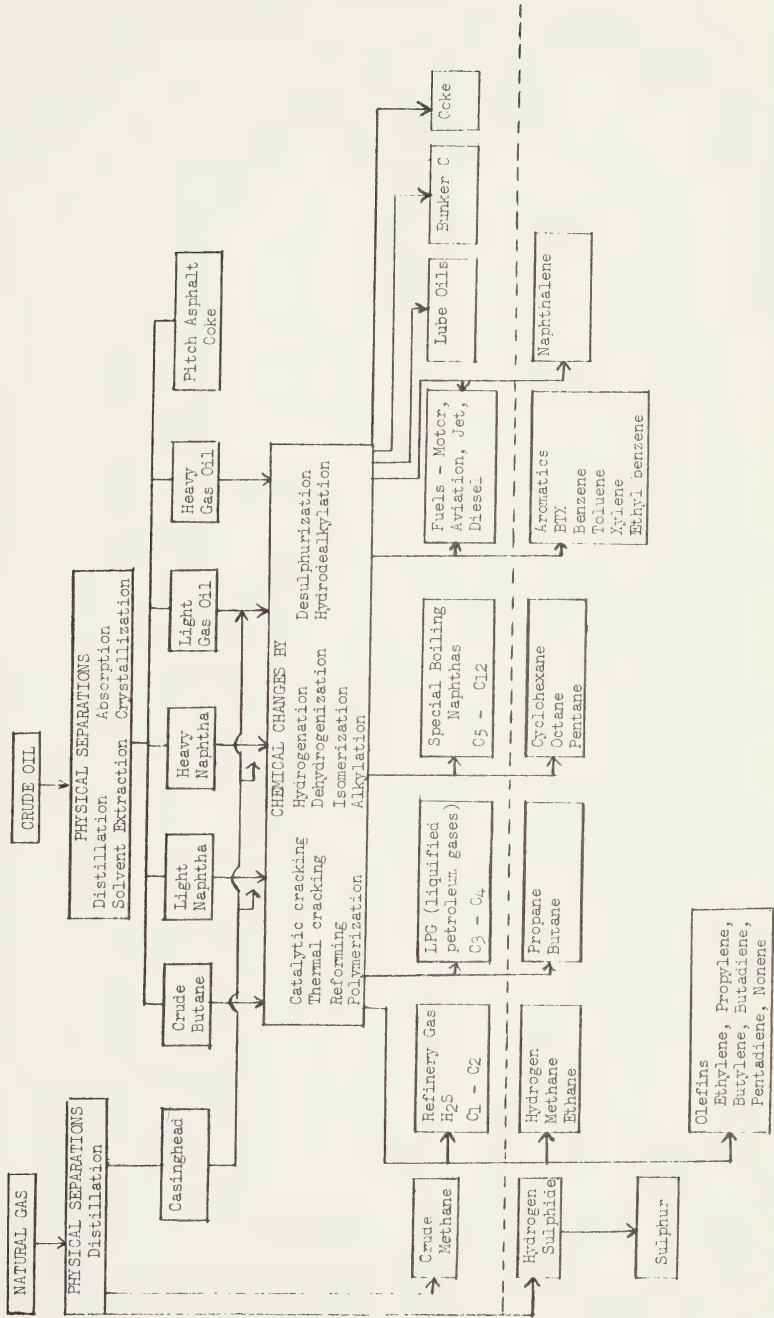 NATURAL GAS
PHYSICAL SEPARATIONS
Distillation
CRUDE OIL
PHYSICAL SEPARATIONS
Distillation Absorption
Solvent Extraction Crystallization
Casinghead
Crude
Butane
Light
Naphtha
Heavy
Naphtha
Light
Gas Oil
Heavy
Gas Oil
Pitch Asphalt
Coke
CHEMICAL CHANGES BY
Catalytic cracking Hydrogenation Desulphurization
Thermal cracking Dehydrogenization Hydrodealkylation
Reforming Isomerization
Polymerization Alkylation
Crude
Methane
Refinery Gas
H2S
C1 - C2
LPG (liquified
petroleum gases)
C3 - C4
Special Boiling
Naphthas
C5 - C12
Fuels - Motor,
Aviation, Jet,
Diesel
Lube Oils
Bunker C
Coke
Hydrogen
Sulphide
Hydrogen
Methane
Ethane
Propane
Butane
Cyclohexane
Octane
Pentane
Aromatics
BTX
Benzene
Toluene
Xylene
Ethyl benzene
Naphthalene
Sulphur
Olefins
Ethylene, Propylene,
Butylene, Butadiene,
Pentadiene, Nonene